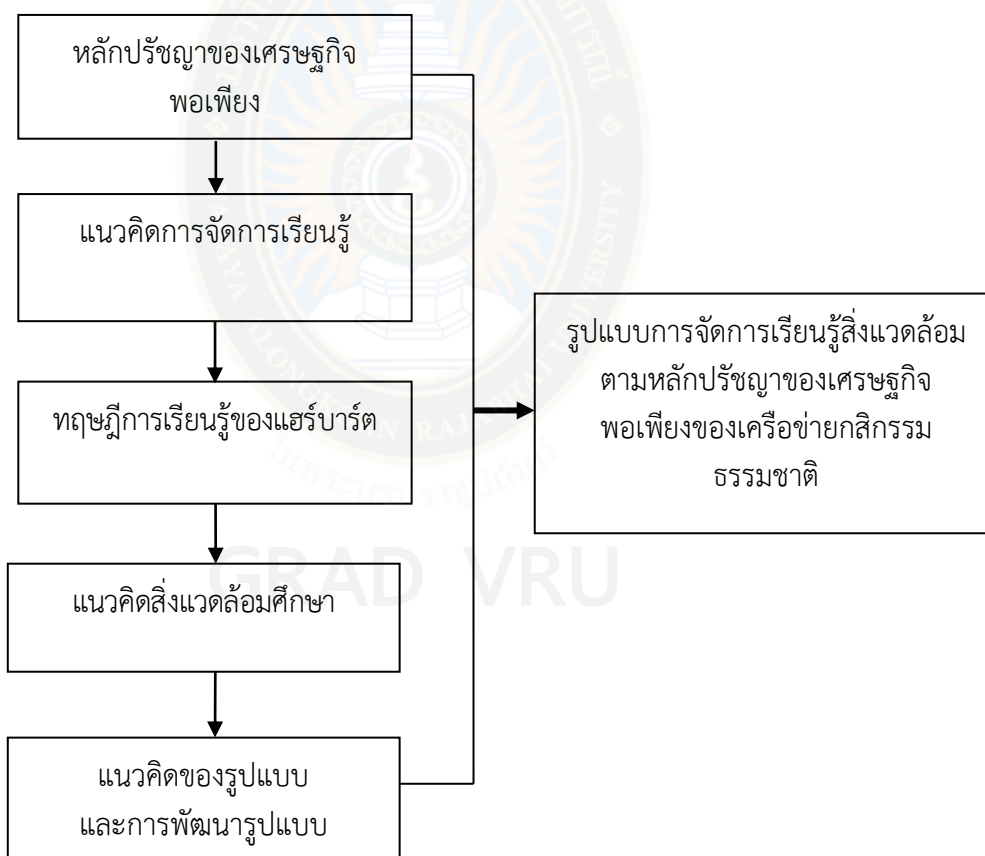 หลักปรัชญาของเศรษฐกิจ
พอเพียง
แนวคิดการจัดการเรียนรู้
ทฤษฎีการเรียนรู้ของแฮร์บาร์ต
แนวคิดสิ่งแวดล้อมศึกษา
แนวคิดของรูปแบบ
และการพัฒนารูปแบบ
รูปแบบการจัดการเรียนรู้สิ่งแวดล้อม
ตามหลักปรัชญาของเศรษฐกิจ
พอเพียงของเครือข่ายกสิกรรม
ธรรมชาติ
GRAD VRU